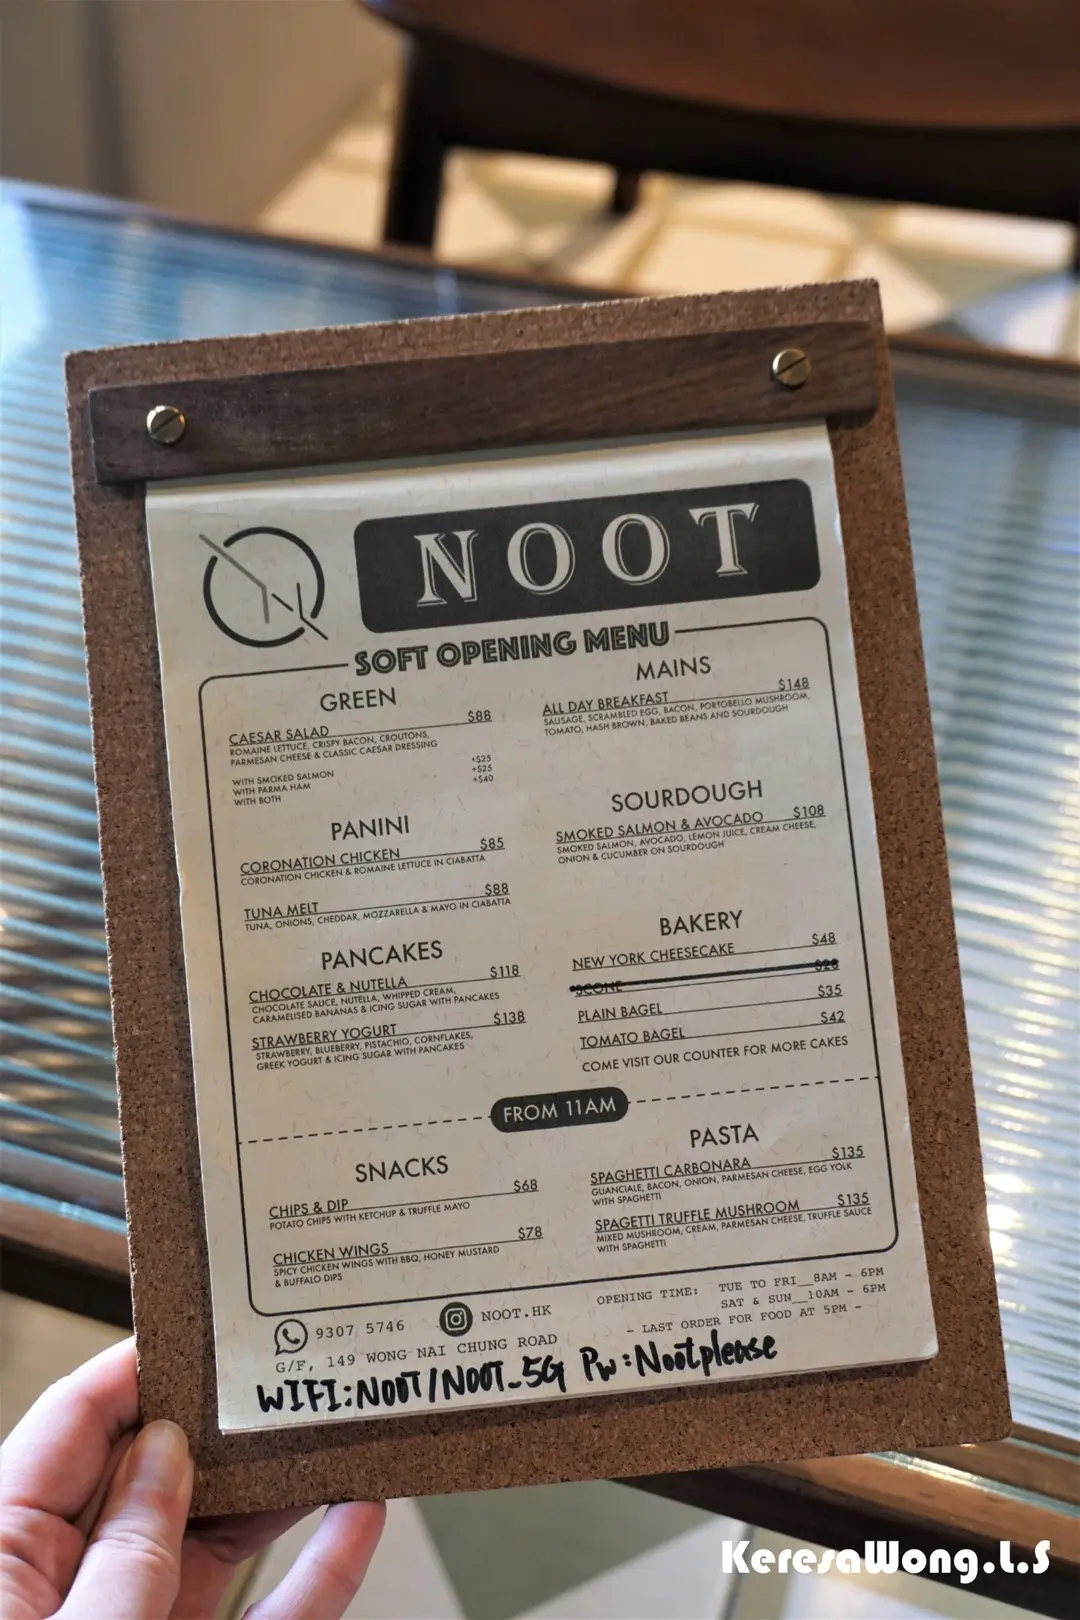 NOOT
SOFT OPENING MENU
GREEN
CAESAR SALAD $88
ROMAINE LETTUCE, CRISPY BACON, CROUTONS,
PARMESAN CHEESE & CLASSIC CAESAR DRESSING
WITH SMOKED SALMON +$25
WITH PARMA HAM +$25
WITH BOTH +$40
PANINI
CORONATION CHICKEN $85
CORONATION CHICKEN & ROMAINE LETTUCE IN CIABATTA
TUNA MELT $88
TUNA, ONIONS, CHEDDAR, MOZZARELLA & MAYO IN CIABATTA
PANCAKES
CHOCOLATE & NUTELLA $118
CHOCOLATE SAUCE, NUTELLA, WHIPPED CREAM,
CARAMELISED BANANAS & ICING SUGAR WITH PANCAKES
STRAWBERRY YOGURT $138
STRAWBERRY, BLUEBERRY, PISTACHIO, CORNFLAKES,
GREEK YOGURT & ICING SUGAR WITH PANCAKES
MAINS
ALL DAY BREAKFAST $148
SAUSAGE, SCRAMBLED EGG, BACON, PORTOBELLO MUSHROOM,
TOMATO, HASH BROWN, BAKED BEANS AND SOURDOUGH
SOURDOUGH
SMOKED SALMON & AVOCADO $108
SMOKED SALMON, AVOCADO, LEMON JUICE, CREAM CHEESE,
ONION & CUCUMBER ON SOURDOUGH
BAKERY
NEW YORK CHEESECAKE $48
SCONE $28
PLAIN BAGEL $35
TOMATO BAGEL $42
COME VISIT OUR COUNTER FOR MORE CAKES
FROM 11AM
SNACKS
CHIPS & DIP $68
POTATO CHIPS WITH KETCHUP & TRUFFLE MAYO
CHICKEN WINGS $78
SPICY CHICKEN WINGS WITH BBQ, HONEY MUSTARD
& BUFFALO DIPS
PASTA
SPAGHETTI CARBONARA $135
GUANCIALE, BACON, ONION, PARMESAN CHEESE, EGG YOLK
WITH SPAGHETTI
SPAGETTI TRUFFLE MUSHROOM $135
MIXED MUSHROOM, CREAM, PARMESAN CHEESE, TRUFFLE SAUCE
WITH SPAGHETTI
9307 5746 NOOT.HK
G/F, 149 WONG NAI CHUNG ROAD
OPENING TIME: TUE TO FRI__8AM - 6PM
SAT & SUN__10AM - 6PM
- LAST ORDER FOR FOOD AT 5PM -
WIFI:NOOT/NOOT_5G Pw:Nootplease
KeresaWong.L.S